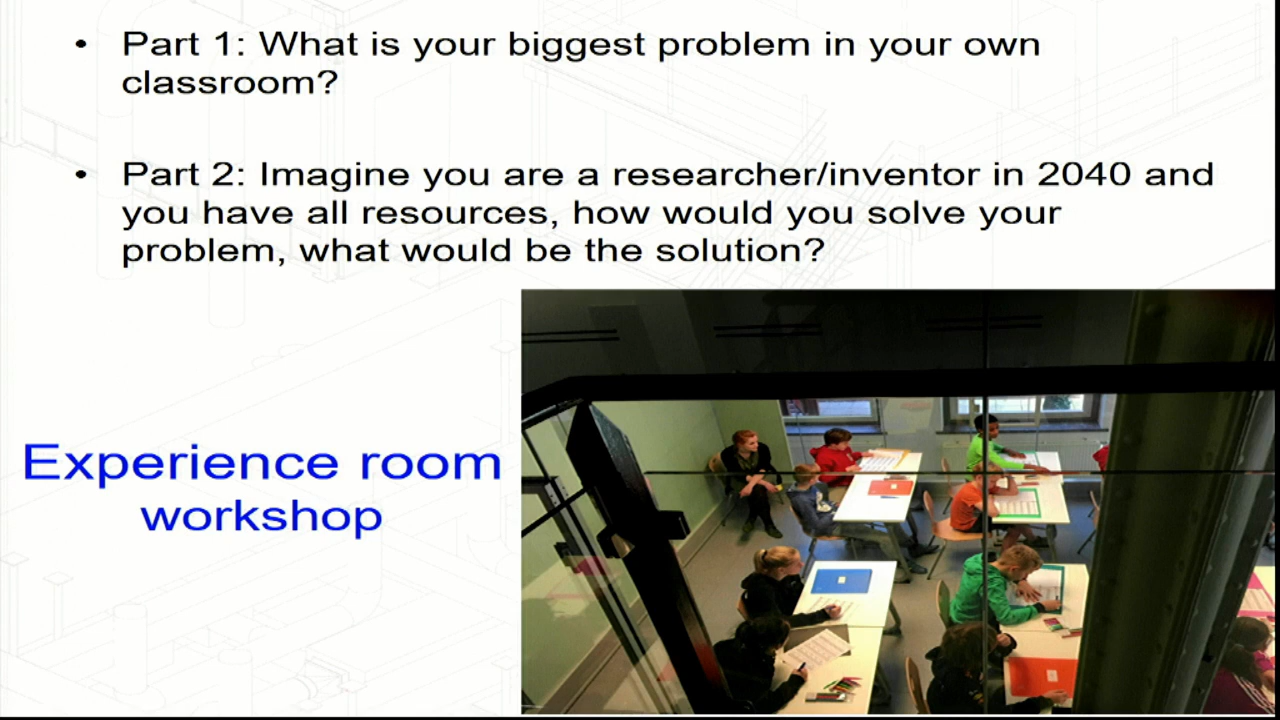 • Part 1: What is your biggest problem in your own
classroom?
• Part 2: Imagine you are a researcher/inventor in 2040 and
you have all resources, how would you solve your
problem, what would be the solution?
Experience room
workshop